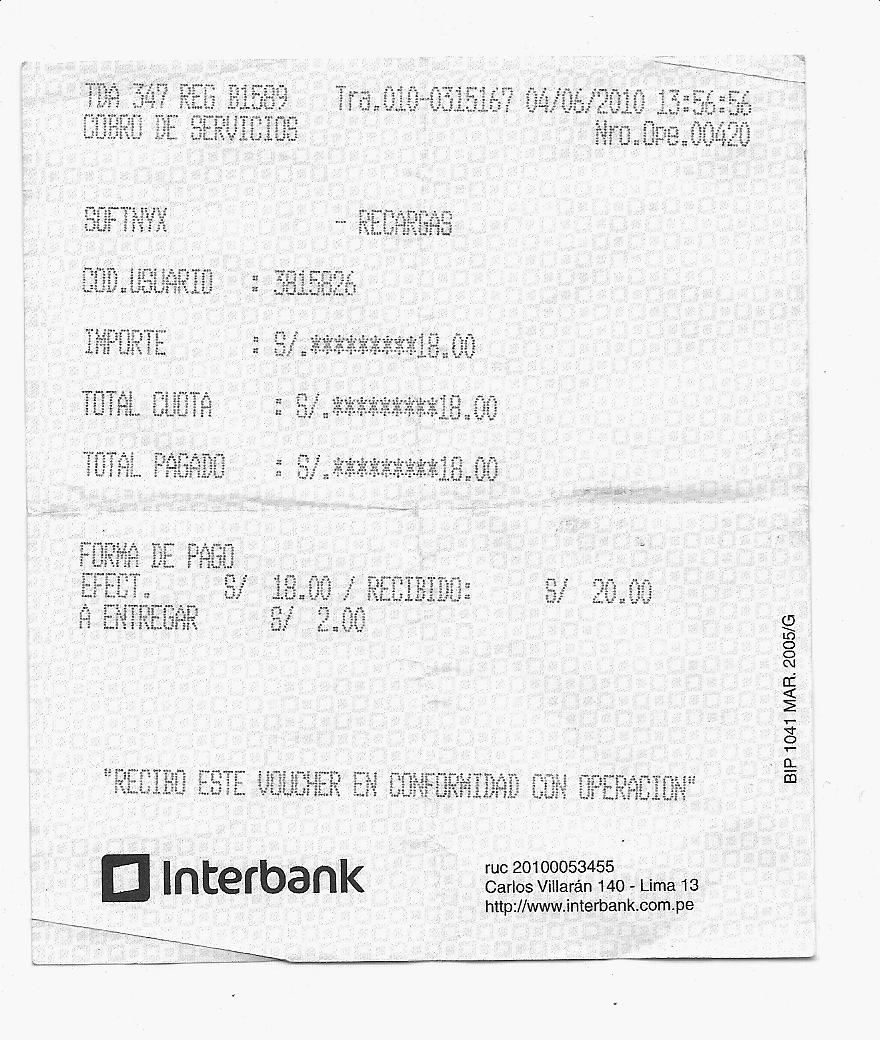 TDA 347 REG B1589 Tra.010-0315167 04/06/2010 13:56:56
COBRO DE SERVICIOS Nro.Ope.00420
SOFTNYX - RECARGAS
COD.USUARIO : 3815826
IMPORTE : S/.*********18.00
TOTAL CUOTA : S/.*********18.00
TOTAL PAGADO : S/.*********18.00
FORMA DE PAGO
EFECT. S/ 18.00 / RECIBIDO: S/ 20.00
A ENTREGAR S/ 2.00
BIP 1041 MAR. 2005/G
"RECIBO ESTE VOUCHER EN CONFORMIDAD CON OPERACION"
Interbank
ruc 20100053455
Carlos Villarán 140 - Lima 13
http://www.interbank.com.pe